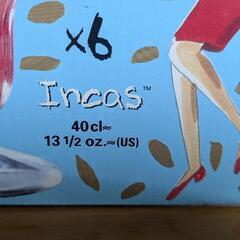 x6
Incas™
40cl≈
13 1/2 oz.≈(US)